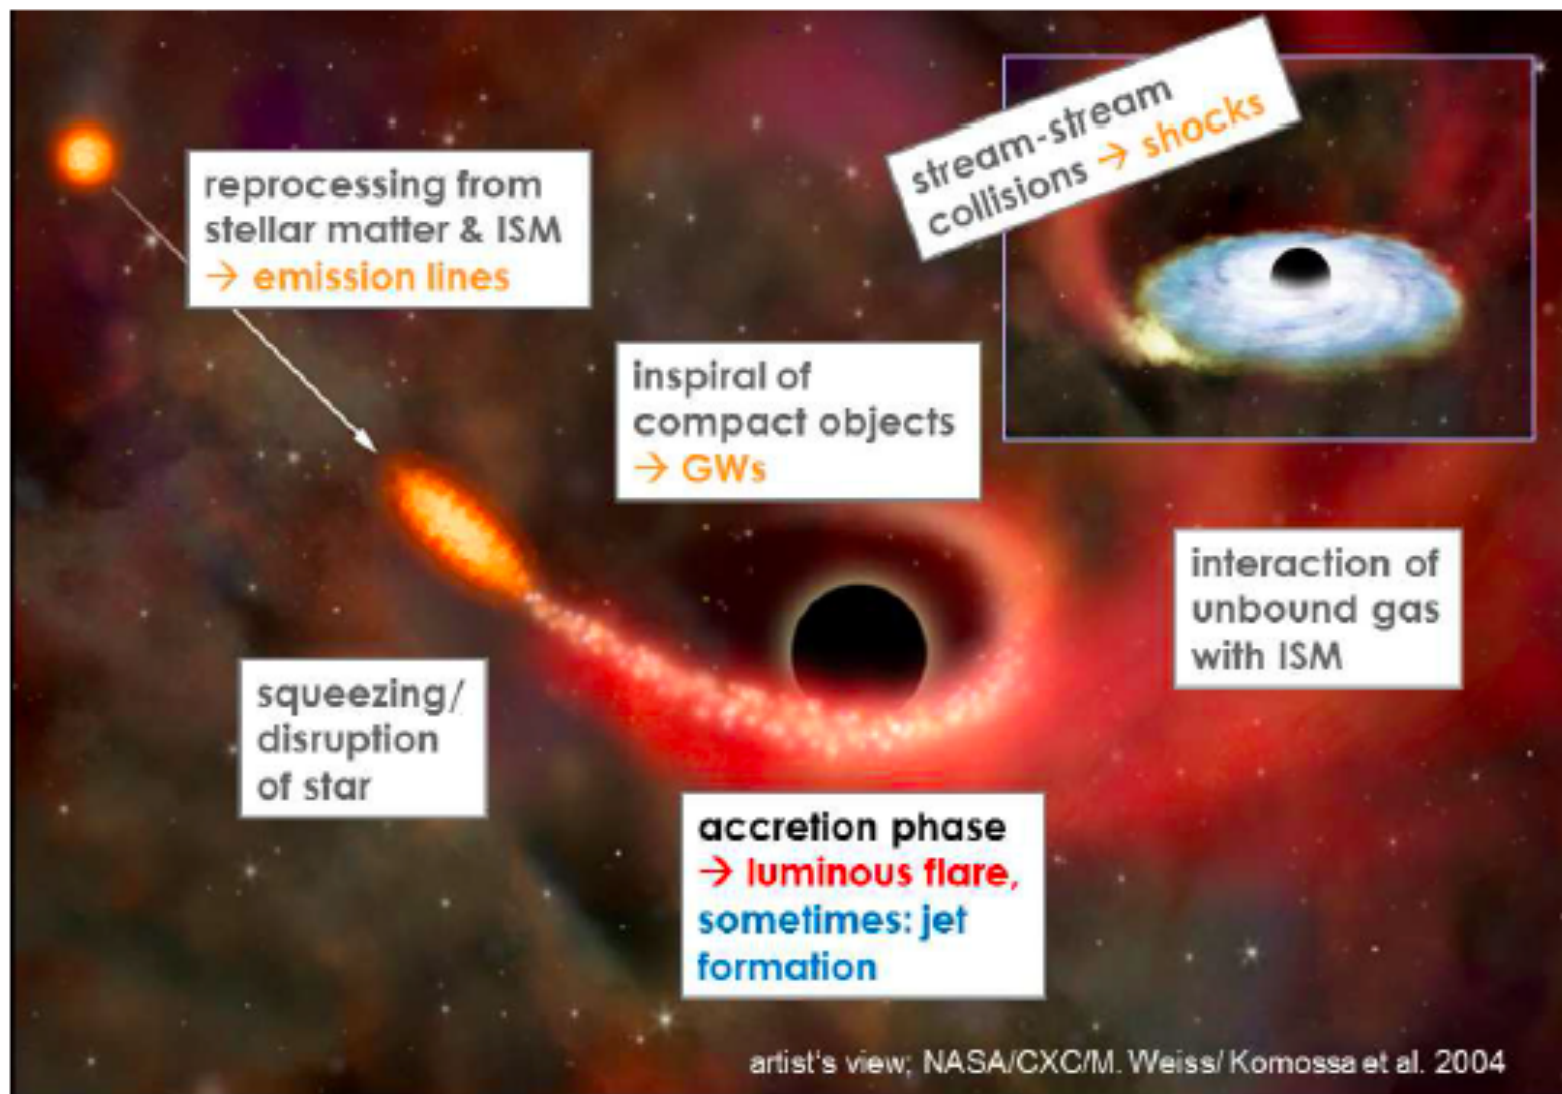 stream-stream
collisions → shocks
reprocessing from
stellar matter & ISM
→ emission lines
inspiral of
compact objects
→ GWs
interaction of
unbound gas
with ISM
squeezing/
disruption
of star
accretion phase
→ luminous flare,
sometimes: jet
formation
artist's view; NASA/CXC/M. Weiss/ Komossa et al. 2004